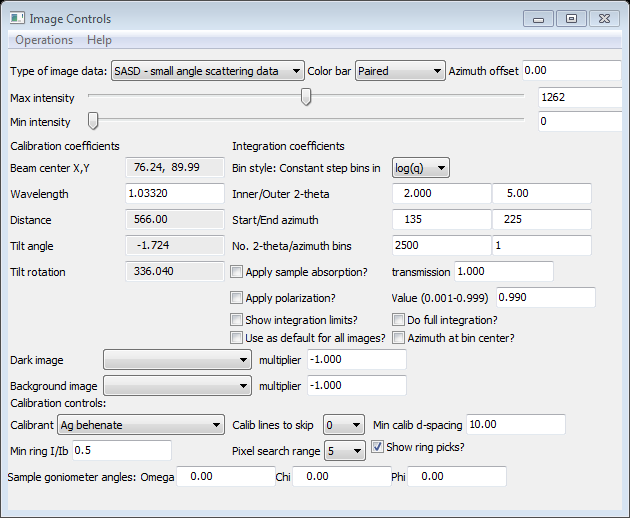 Image Controls
Operations Help
Type of image data: SASD - small angle scattering data Color bar Paired Azimuth offset 0.00
Max intensity 1262
Min intensity 0
Calibration coefficients Integration coefficients
Beam center X,Y 76.24, 89.99 Bin style: Constant step bins in log(q)
Wavelength 1.03320 Inner/Outer 2-theta 2.000 5.00
Distance 566.00 Start/End azimuth 135 225
Tilt angle -1.724 No. 2-theta/azimuth bins 2500 1
Tilt rotation 336.040 Apply sample absorption? transmission 1.000
Apply polarization? Value (0.001-0.999) 0.990
Show integration limits? Do full integration?
Use as default for all images? Azimuth at bin center?
Dark image multiplier -1.000
Background image multiplier -1.000
Calibration controls:
Calibrant Ag behenate Calib lines to skip 0 Min calib d-spacing 10.00
Min ring I/Ib 0.5 Pixel search range 5 Show ring picks?
Sample goniometer angles: Omega 0.00 Chi 0.00 Phi 0.00